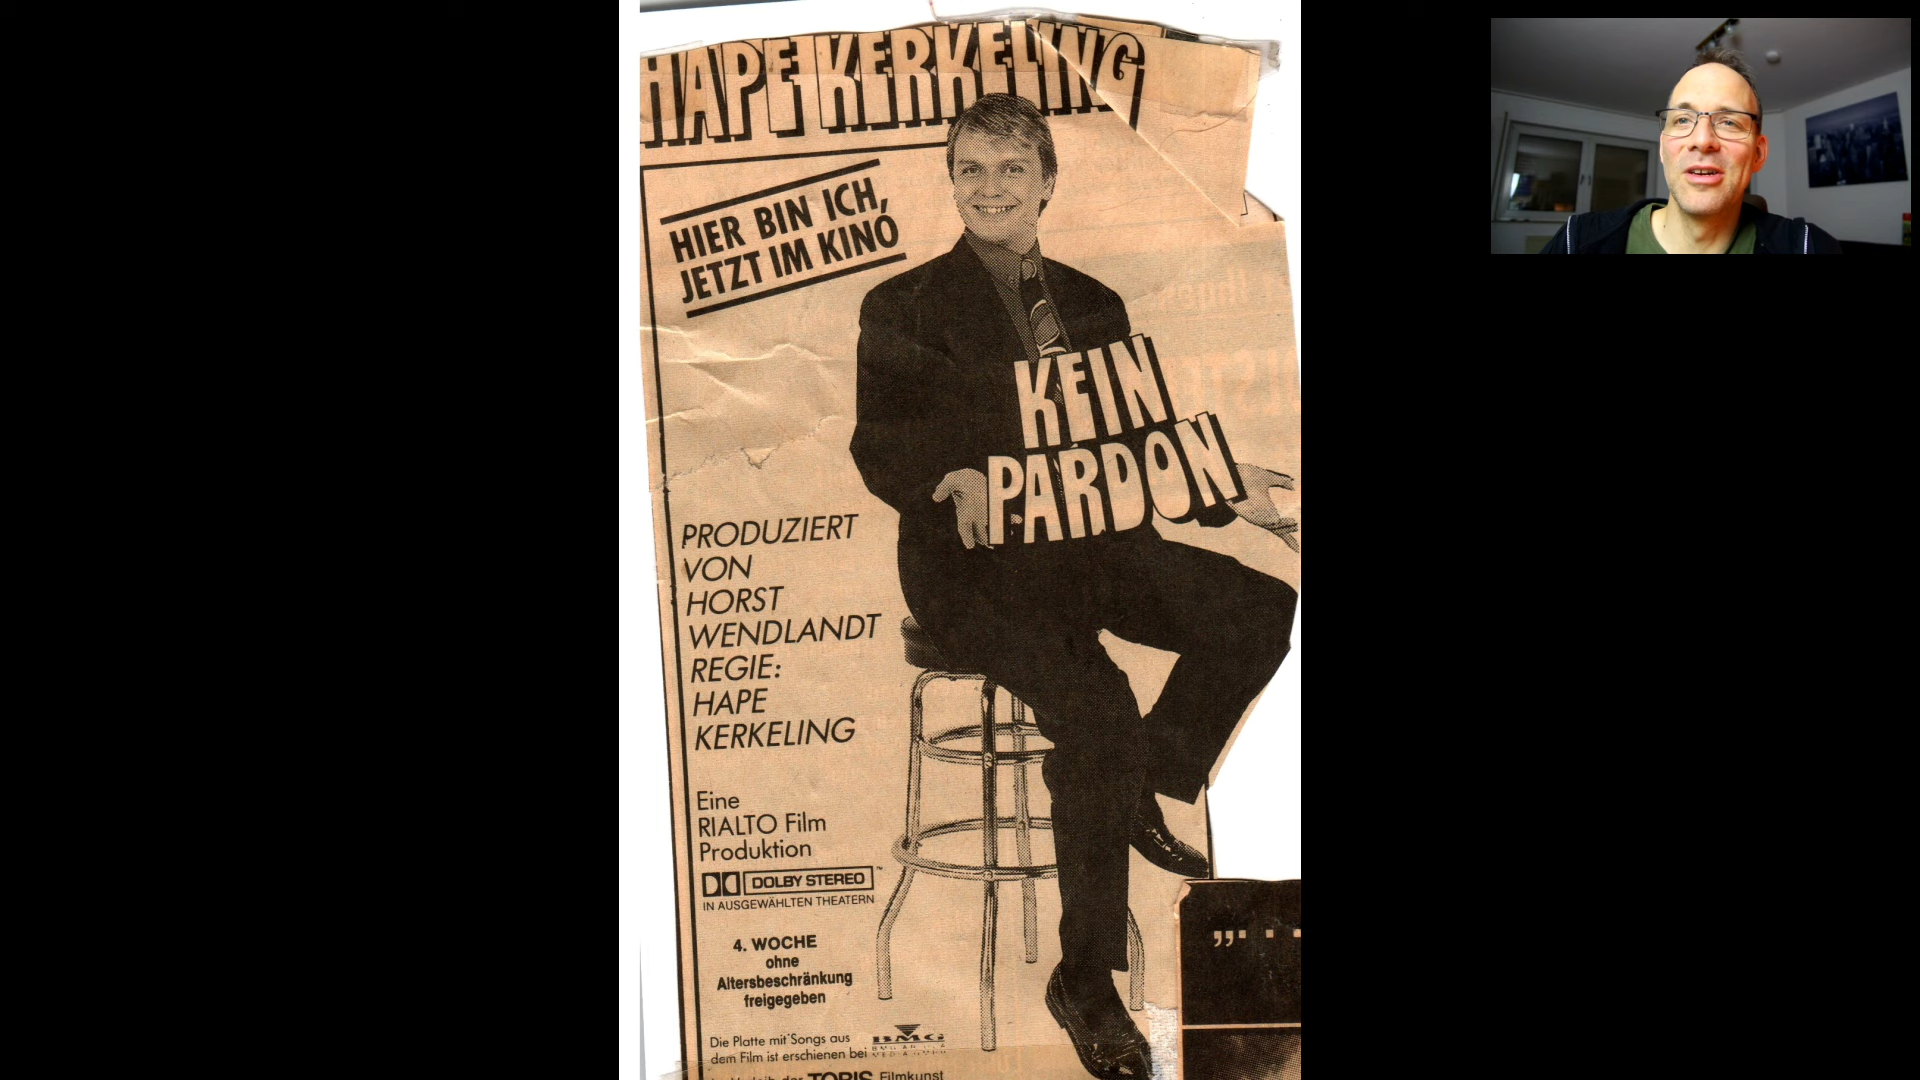 HAPE KERKELING
HIER BIN ICH,
JETZT IM KINO
KEIN
PARDON
PRODUZIERT
VON
HORST
WENDLANDT
REGIE:
HAPE
KERKELING
Eine
RIALTO Film
Produktion
DOLBY STEREO™
IN AUSGEWÄHLTEN THEATERN
4. WOCHE
ohne
Altersbeschränkung
freigegeben
Die Platte mit Songs aus
dem Film ist erschienen bei
BMG
TOBIS Filmkunst